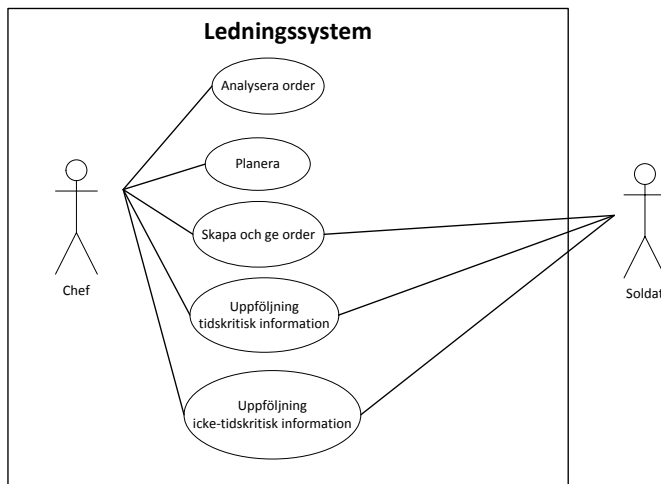 Ledningssystem
Analysera order
Planera
Skapa och ge order
Chef
Soldat
Uppföljning
tidskritisk information
Uppföljning
icke-tidskritisk information